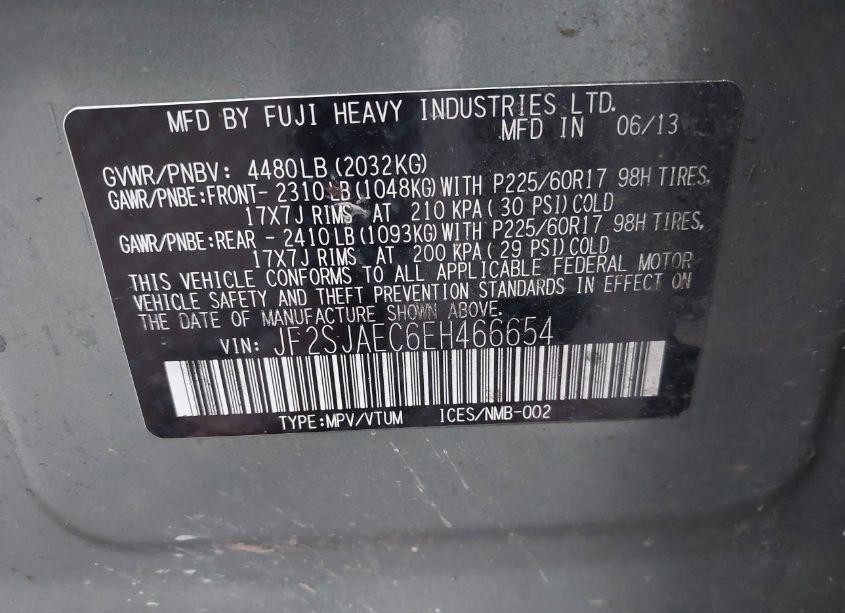 MFD BY FUJI HEAVY INDUSTRIES LTD.
MFD IN 06/13
GVWR/PNBV: 4480LB(2032KG)
GAWR/PNBE:FRONT- 2310LB(1048KG)WITH P225/60R17 98H TIRES,
17X7J RIMS AT 210 KPA( 30 PSI)COLD
GAWR/PNBE:REAR - 2410LB(1093KG)WITH P225/60R17 98H TIRES,
17X7J RIMS AT 200 KPA( 29 PSI)COLD
THIS VEHICLE CONFORMS TO ALL APPLICABLE FEDERAL MOTOR
VEHICLE SAFETY AND THEFT PREVENTION STANDARDS IN EFFECT ON
THE DATE OF MANUFACTURE SHOWN ABOVE.
VIN: JF2SJAEC6EH466654
TYPE:MPV/VTUM ICES/NMB-002